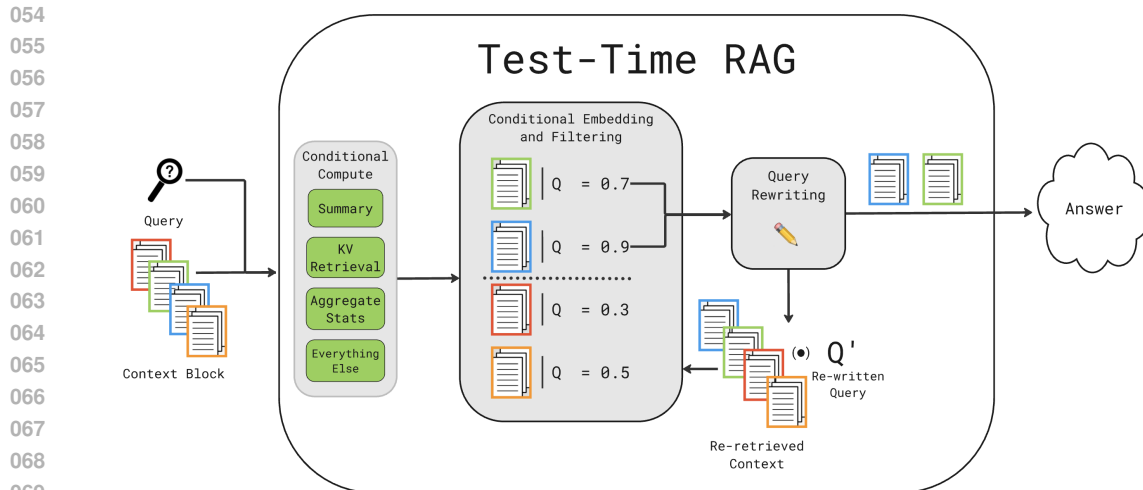 054
055
056
057
058
059
060
061
062
063
064
065
066
067
068
Test-Time RAG
?
Query
Context Block
Conditional
Compute
Summary
KV
Retrieval
Aggregate
Stats
Everything
Else
Conditional Embedding
and Filtering
| Q = 0.7
| Q = 0.9
| Q = 0.3
| Q = 0.5
Query
Rewriting
(•) Q'
Re-written
Query
Re-retrieved
Context
Answer